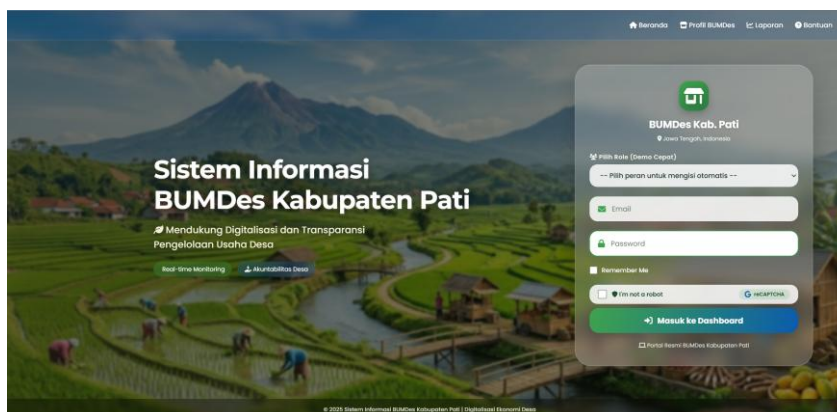 Beranda Profil BUMDes Laporan Bantuan
Sistem Informasi
BUMDes Kabupaten Pati
Mendukung Digitalisasi dan Transparansi
Pengelolaan Usaha Desa
Real-time Monitoring Akuntabilitas Desa
BUMDes Kab. Pati
Jawa Tengah, Indonesia
Pilih Role (Demo Cepat)
-- Pilih peran untuk mengisi otomatis --
Email
Password
Remember Me
I'm not a robot reCAPTCHA
Masuk ke Dashboard
Portal Resmi BUMDes Kabupaten Pati
© 2025 Sistem Informasi BUMDes Kabupaten Pati | Digitalisasi Ekonomi Desa